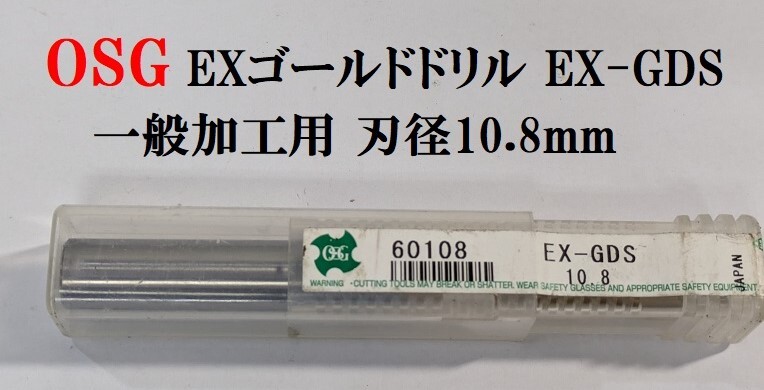 OSG EXゴールドドリル EX-GDS
一般加工用 刃径10.8mm
OSG
60108
EX-GDS
10.8
WARNING • CUTTING TOOLS MAY BREAK OR SHATTER. WEAR SAFETY GLASSES AND APPROPRIATE SAFETY EQUIPMENT
JAPAN